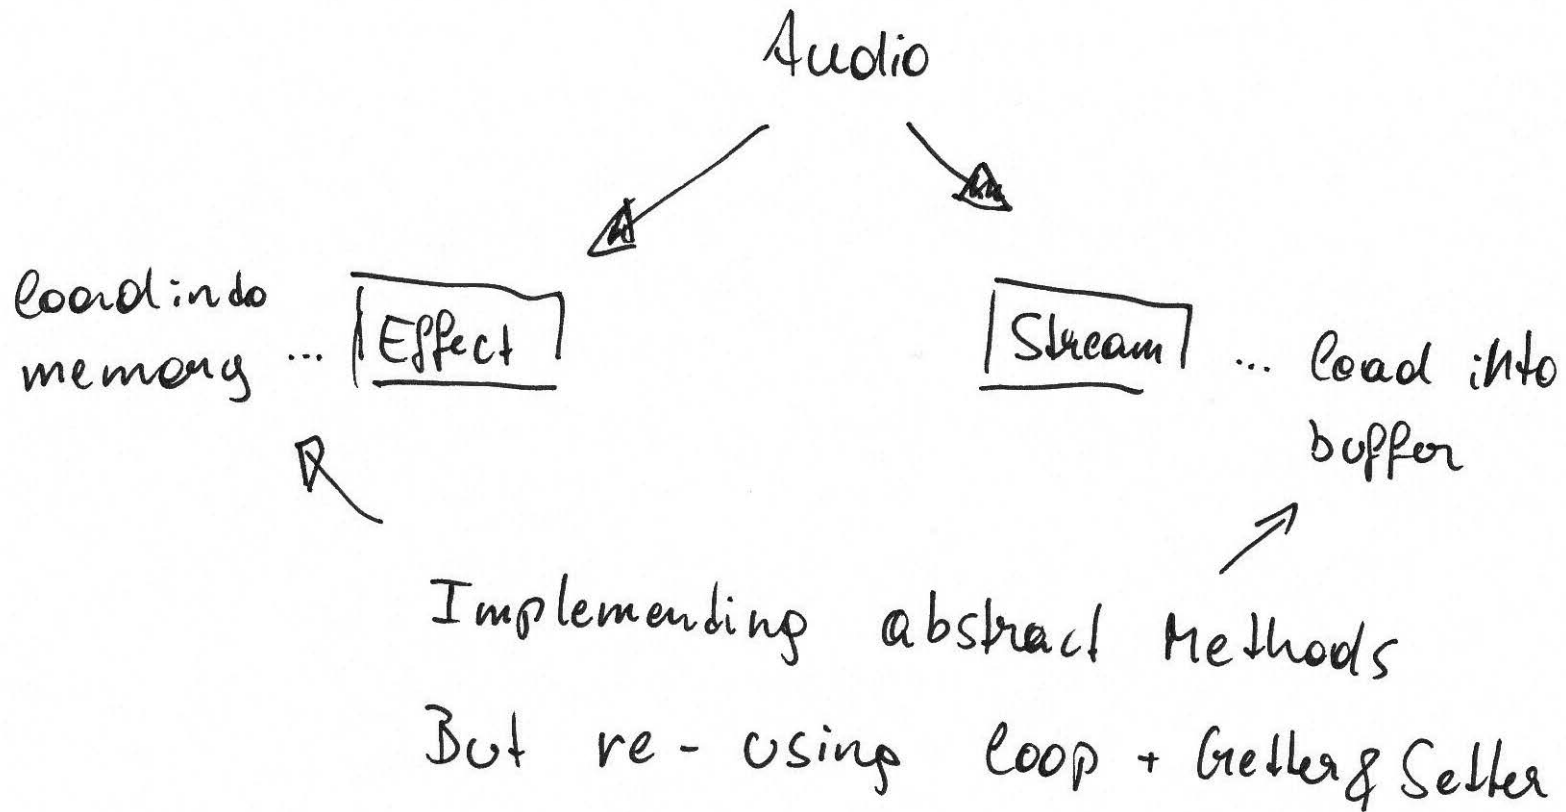 Audio
load into
memory ... Effect
Stream ... load into
buffer
Implementing abstract Methods
But re-using loop + Getter & Setter